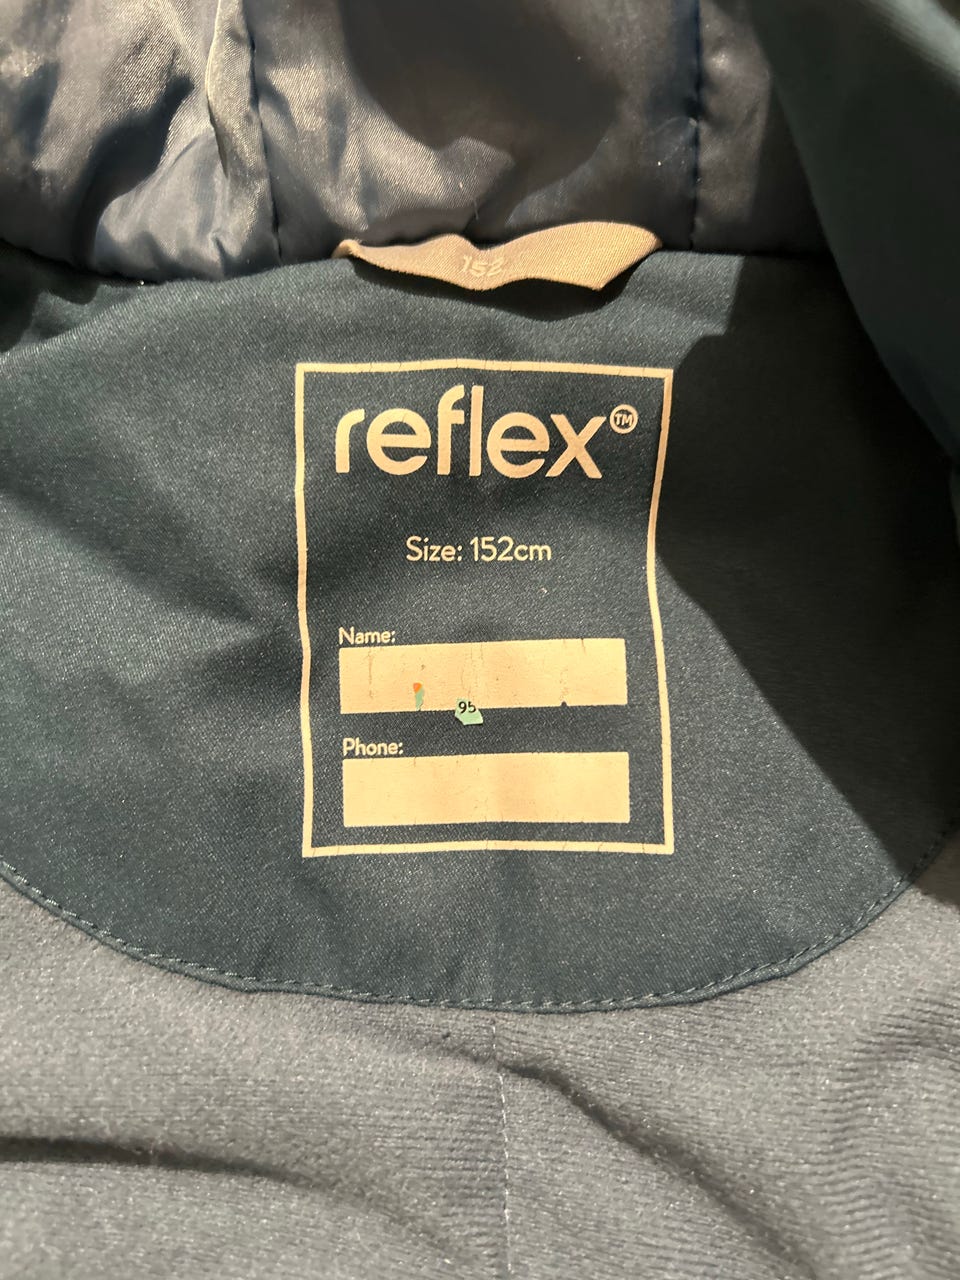 152
reflex™
Size: 152cm
Name:
95
Phone: